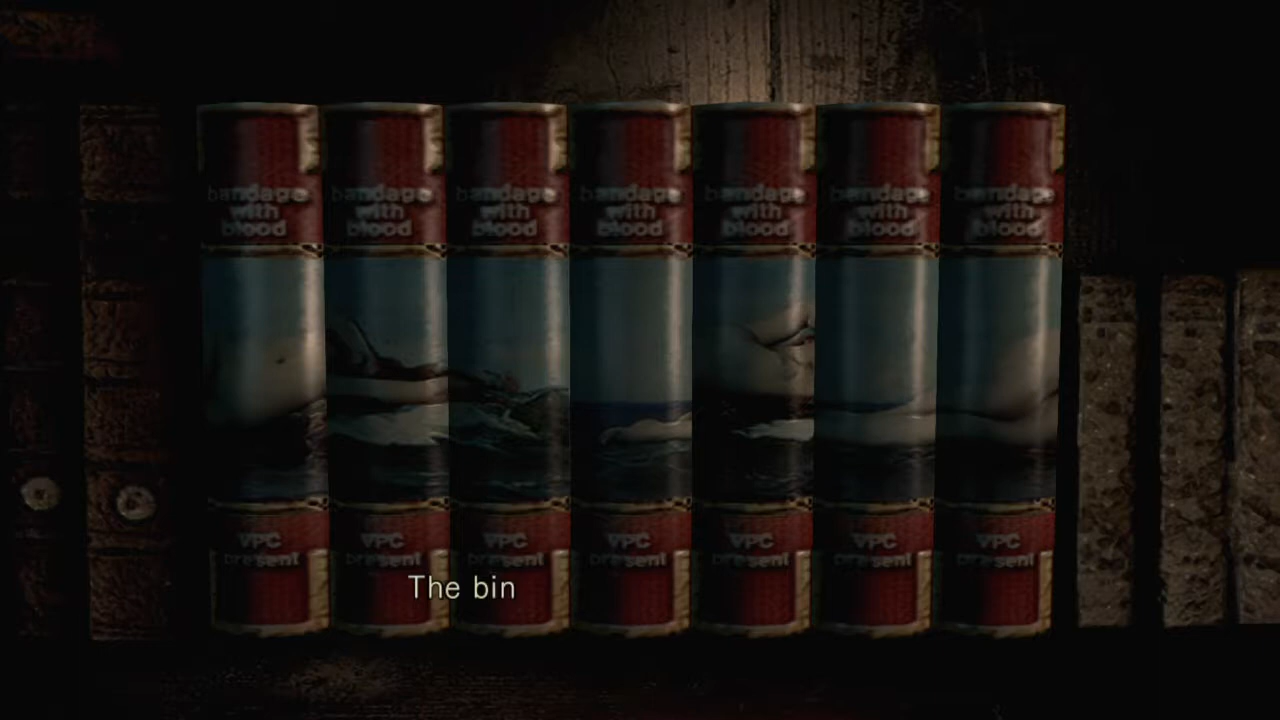 bandage
with
blood
bandage
with
blood
bandage
with
blood
bandage
with
blood
bandage
with
blood
bandage
with
blood
bandage
with
blood
VPC
present
VPC
present
VPC
present
VPC
present
VPC
present
VPC
present
VPC
present
The bin